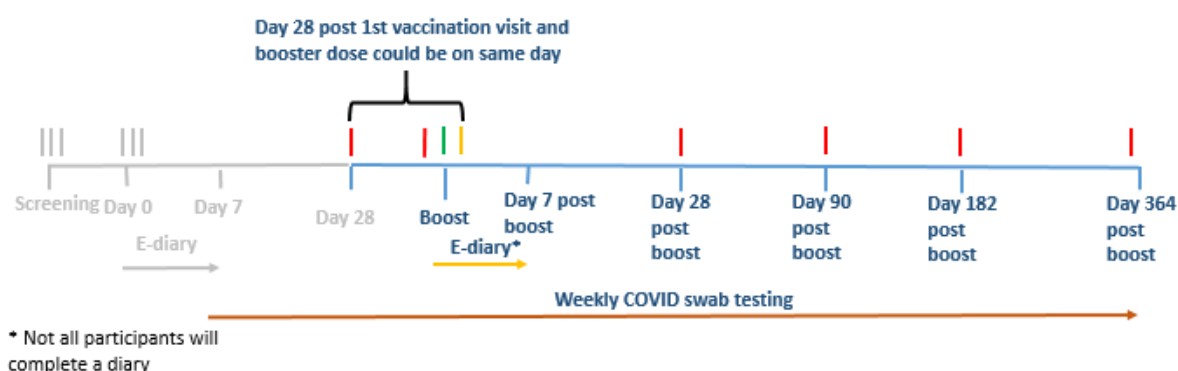 Day 28 post 1st vaccination visit and
booster dose could be on same day
Screening
Day 0
Day 7
Day 28
Boost
Day 7 post
boost
Day 28
post
boost
Day 90
post
boost
Day 182
post
boost
Day 364
post
boost
E-diary
E-diary*
Weekly COVID swab testing
* Not all participants will
complete a diary